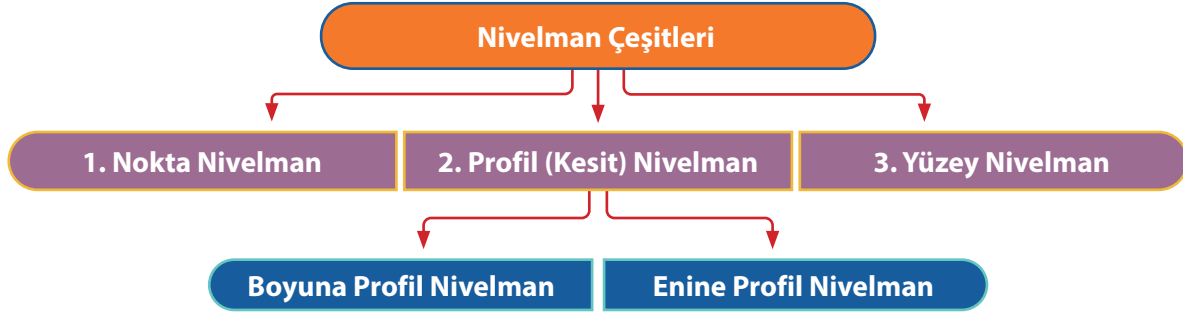 Nivelman Çeşitleri
1. Nokta Nivelman
2. Profil (Kesit) Nivelman
3. Yüzey Nivelman
Boyuna Profil Nivelman
Enine Profil Nivelman